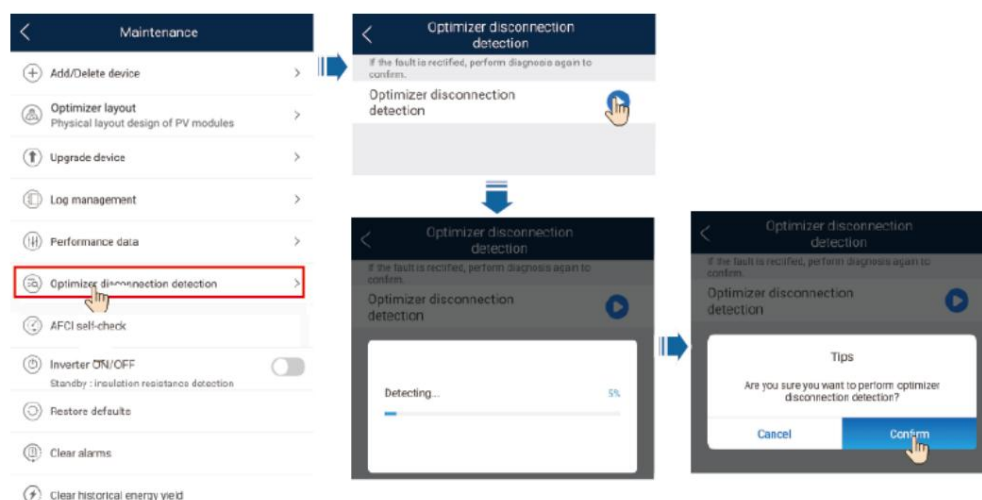 Maintenance
Add/Delete device
Optimizer layout
Physical layout design of PV modules
Upgrade device
Log management
Performance data
Optimizer disconnection detection
AFCI self-check
Inverter ON/OFF
Standby : insulation resistance detection
Restore defaults
Clear alarms
Clear historical energy yield
Optimizer disconnection
detection
If the fault is rectified, perform diagnosis again to
confirm.
Optimizer disconnection
detection
Optimizer disconnection
detection
If the fault is rectified, perform diagnosis again to
confirm.
Optimizer disconnection
detection
Detecting...
5%
Optimizer disconnection
detection
If the fault is rectified, perform diagnosis again to
confirm.
Optimizer disconnection
detection
Tips
Are you sure you want to perform optimizer
disconnection detection?
Cancel
Confirm